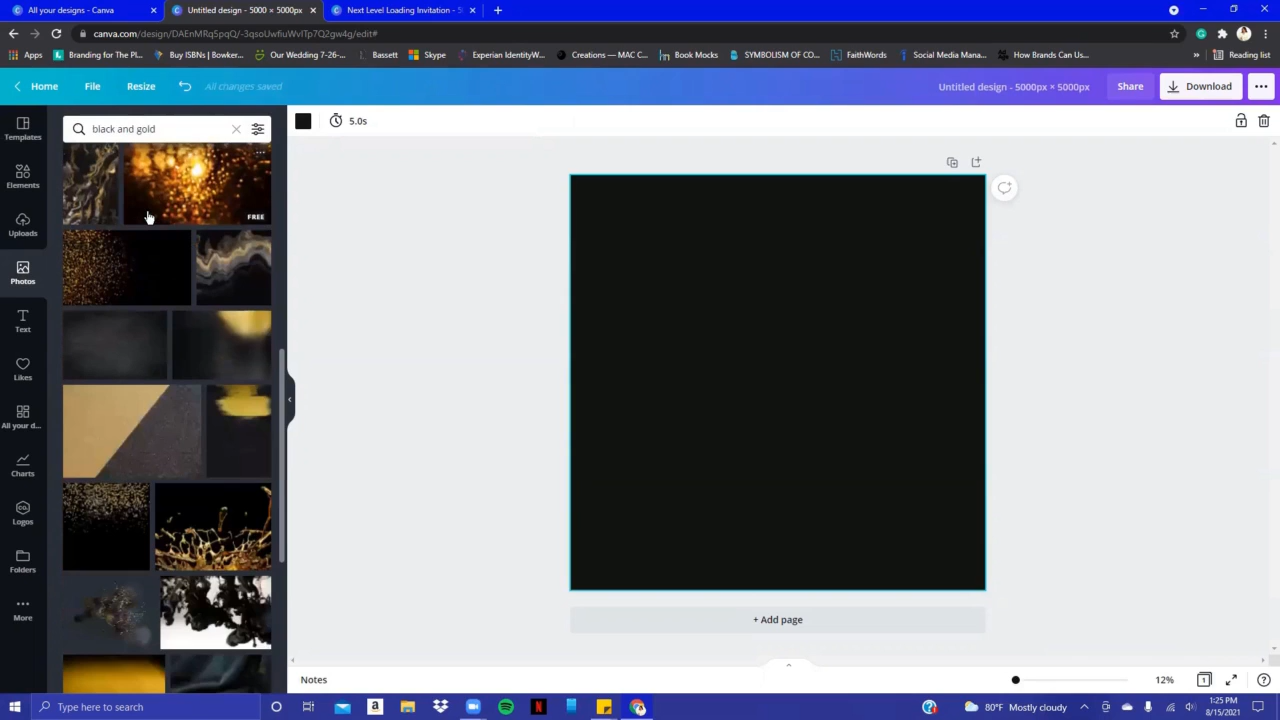 All your designs - Canva
Untitled design - 5000 × 5000px
Next Level Loading Invitation - 5
canva.com/design/DAEnMRq5pqQ/-3qsoUwfiuWvITp7Q2gw4g/edit#
Apps
Branding for The Pl...
Buy ISBNs | Bowker...
Our Wedding 7-26-...
Bassett
Skype
Experian IdentityW...
Creations — MAC C...
Book Mocks
SYMBOLISM OF CO...
FaithWords
Social Media Mana...
How Brands Can Us...
»
Reading list
Home
File
Resize
All changes saved
Untitled design - 5000px × 5000px
Share
Download
Templates
Elements
Uploads
Photos
Text
Likes
All your d...
Charts
Logos
Folders
More
black and gold
FREE
5.0s
+ Add page
Notes
1
12%
Type here to search
80°F Mostly cloudy
1:25 PM
8/15/2021